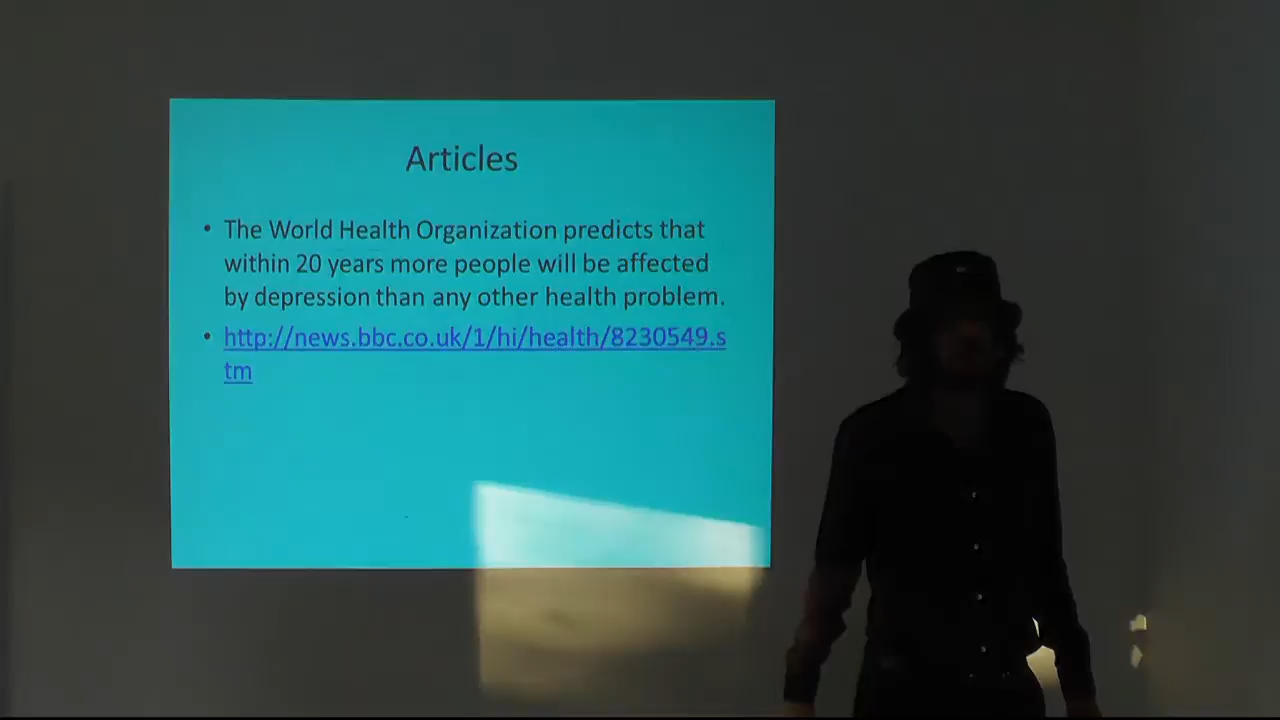 Articles
• The World Health Organization predicts that
within 20 years more people will be affected
by depression than any other health problem.
• http://news.bbc.co.uk/1/hi/health/8230549.s
tm